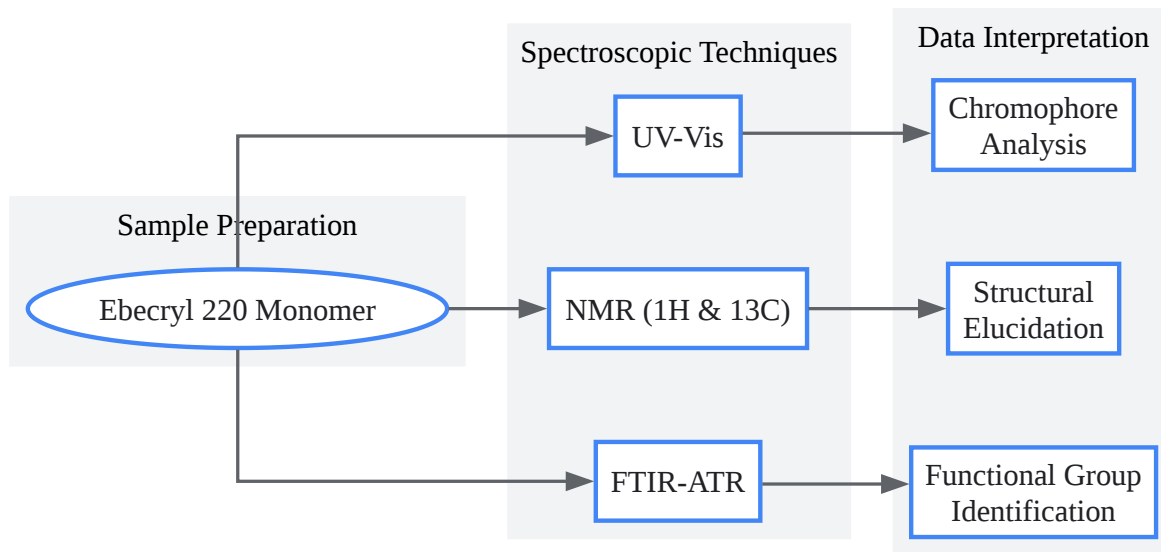 Spectroscopic Techniques
Data Interpretation
UV-Vis
Chromophore
Analysis
Sample Preparation
Ebecryl 220 Monomer
NMR (1H & 13C)
Structural
Elucidation
FTIR-ATR
Functional Group
Identification